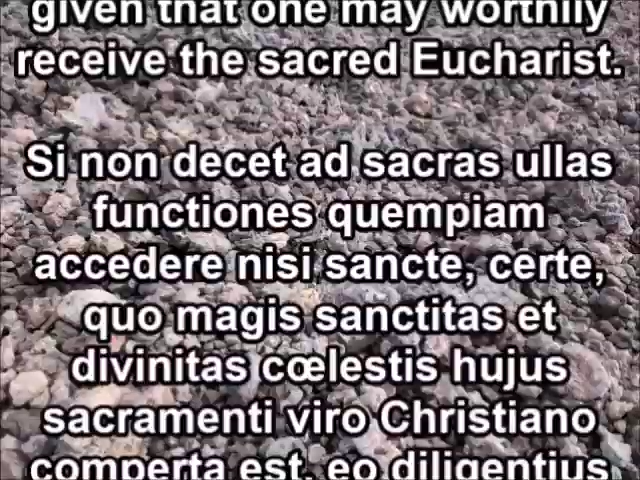 given that one may worthily
receive the sacred Eucharist.
Si non decet ad sacras ullas
functiones quempiam
accedere nisi sancte, certe,
quo magis sanctitas et
divinitas cœlestis hujus
sacramenti viro Christiano
comperta est, eo diligentius